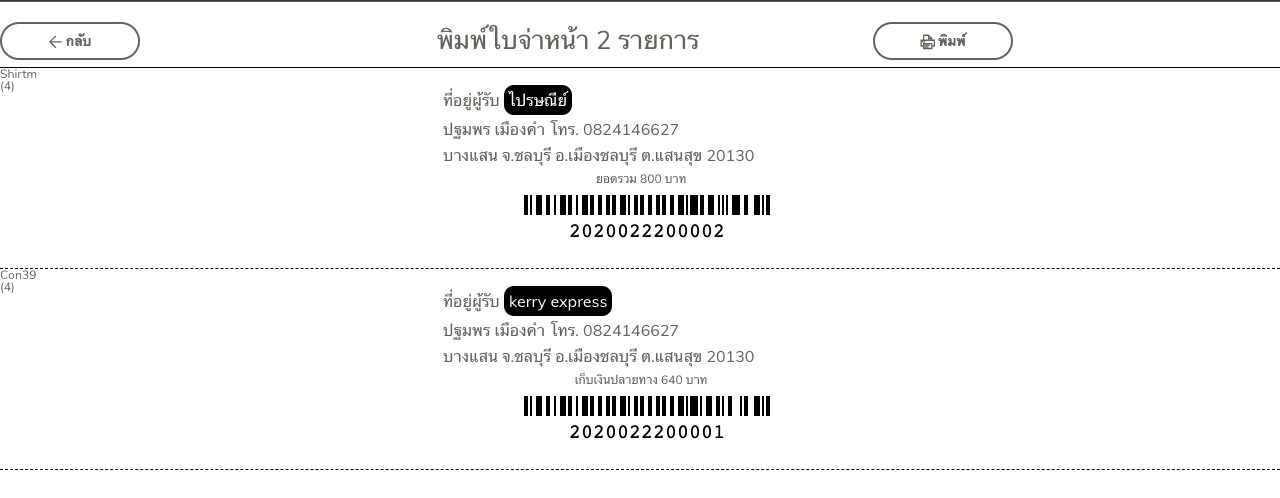 กลับ
พิมพ์ใบจ่าหน้า 2 รายการ
พิมพ์
Shirtm
(4)
ที่อยู่ผู้รับ ไปรษณีย์
ปฐมพร เมืองคำ โทร. 0824146627
บางแสน จ.ชลบุรี อ.เมืองชลบุรี ต.แสนสุข 20130
ยอดรวม 800 บาท
2020022200002
Con39
(4)
ที่อยู่ผู้รับ kerry express
ปฐมพร เมืองคำ โทร. 0824146627
บางแสน จ.ชลบุรี อ.เมืองชลบุรี ต.แสนสุข 20130
เก็บเงินปลายทาง 640 บาท
2020022200001